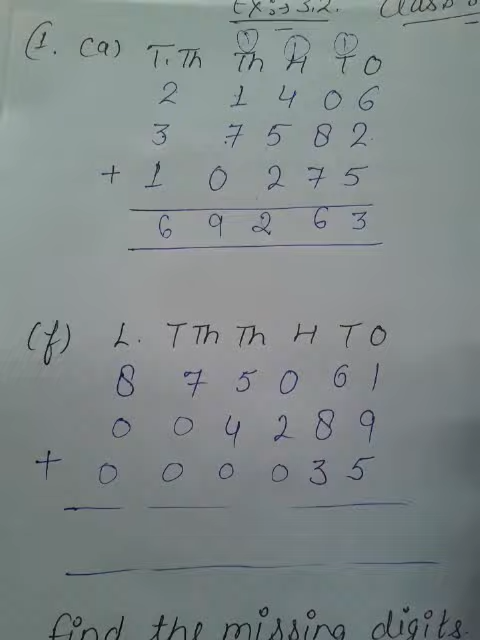 Ex:→ 3.2. Class
1. (a) T.Th Th H T O
(1) (1) (1)
2 1 4 0 6
3 7 5 8 2
+ 1 0 2 7 5
6 9 2 6 3
(f) L. T Th Th H T O
8 7 5 0 6 1
0 0 4 2 8 9
+ 0 0 0 0 3 5
find the missing digits.